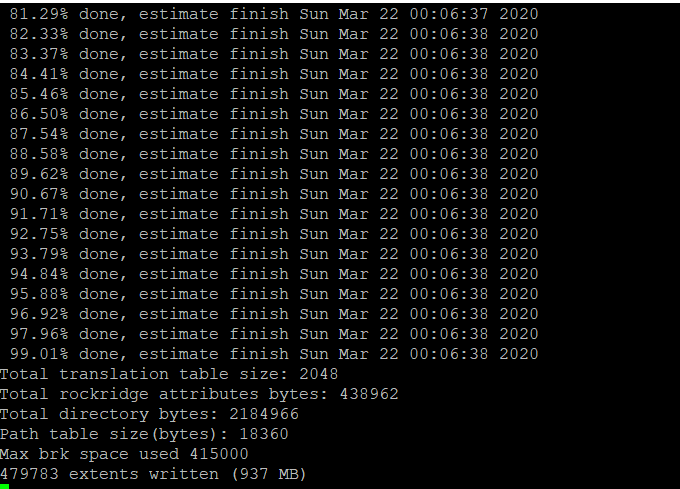 81.29% done, estimate finish Sun Mar 22 00:06:37 2020
82.33% done, estimate finish Sun Mar 22 00:06:38 2020
83.37% done, estimate finish Sun Mar 22 00:06:38 2020
84.41% done, estimate finish Sun Mar 22 00:06:38 2020
85.46% done, estimate finish Sun Mar 22 00:06:38 2020
86.50% done, estimate finish Sun Mar 22 00:06:38 2020
87.54% done, estimate finish Sun Mar 22 00:06:38 2020
88.58% done, estimate finish Sun Mar 22 00:06:38 2020
89.62% done, estimate finish Sun Mar 22 00:06:38 2020
90.67% done, estimate finish Sun Mar 22 00:06:38 2020
91.71% done, estimate finish Sun Mar 22 00:06:38 2020
92.75% done, estimate finish Sun Mar 22 00:06:38 2020
93.79% done, estimate finish Sun Mar 22 00:06:38 2020
94.84% done, estimate finish Sun Mar 22 00:06:38 2020
95.88% done, estimate finish Sun Mar 22 00:06:38 2020
96.92% done, estimate finish Sun Mar 22 00:06:38 2020
97.96% done, estimate finish Sun Mar 22 00:06:38 2020
99.01% done, estimate finish Sun Mar 22 00:06:38 2020
Total translation table size: 2048
Total rockridge attributes bytes: 438962
Total directory bytes: 2184966
Path table size(bytes): 18360
Max brk space used 415000
479783 extents written (937 MB)